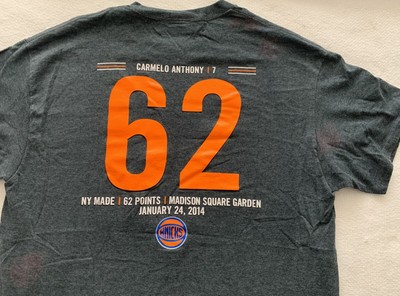 CARMELO ANTHONY | 7
62
NY MADE | 62 POINTS | MADISON SQUARE GARDEN
JANUARY 24, 2014
KNICKS